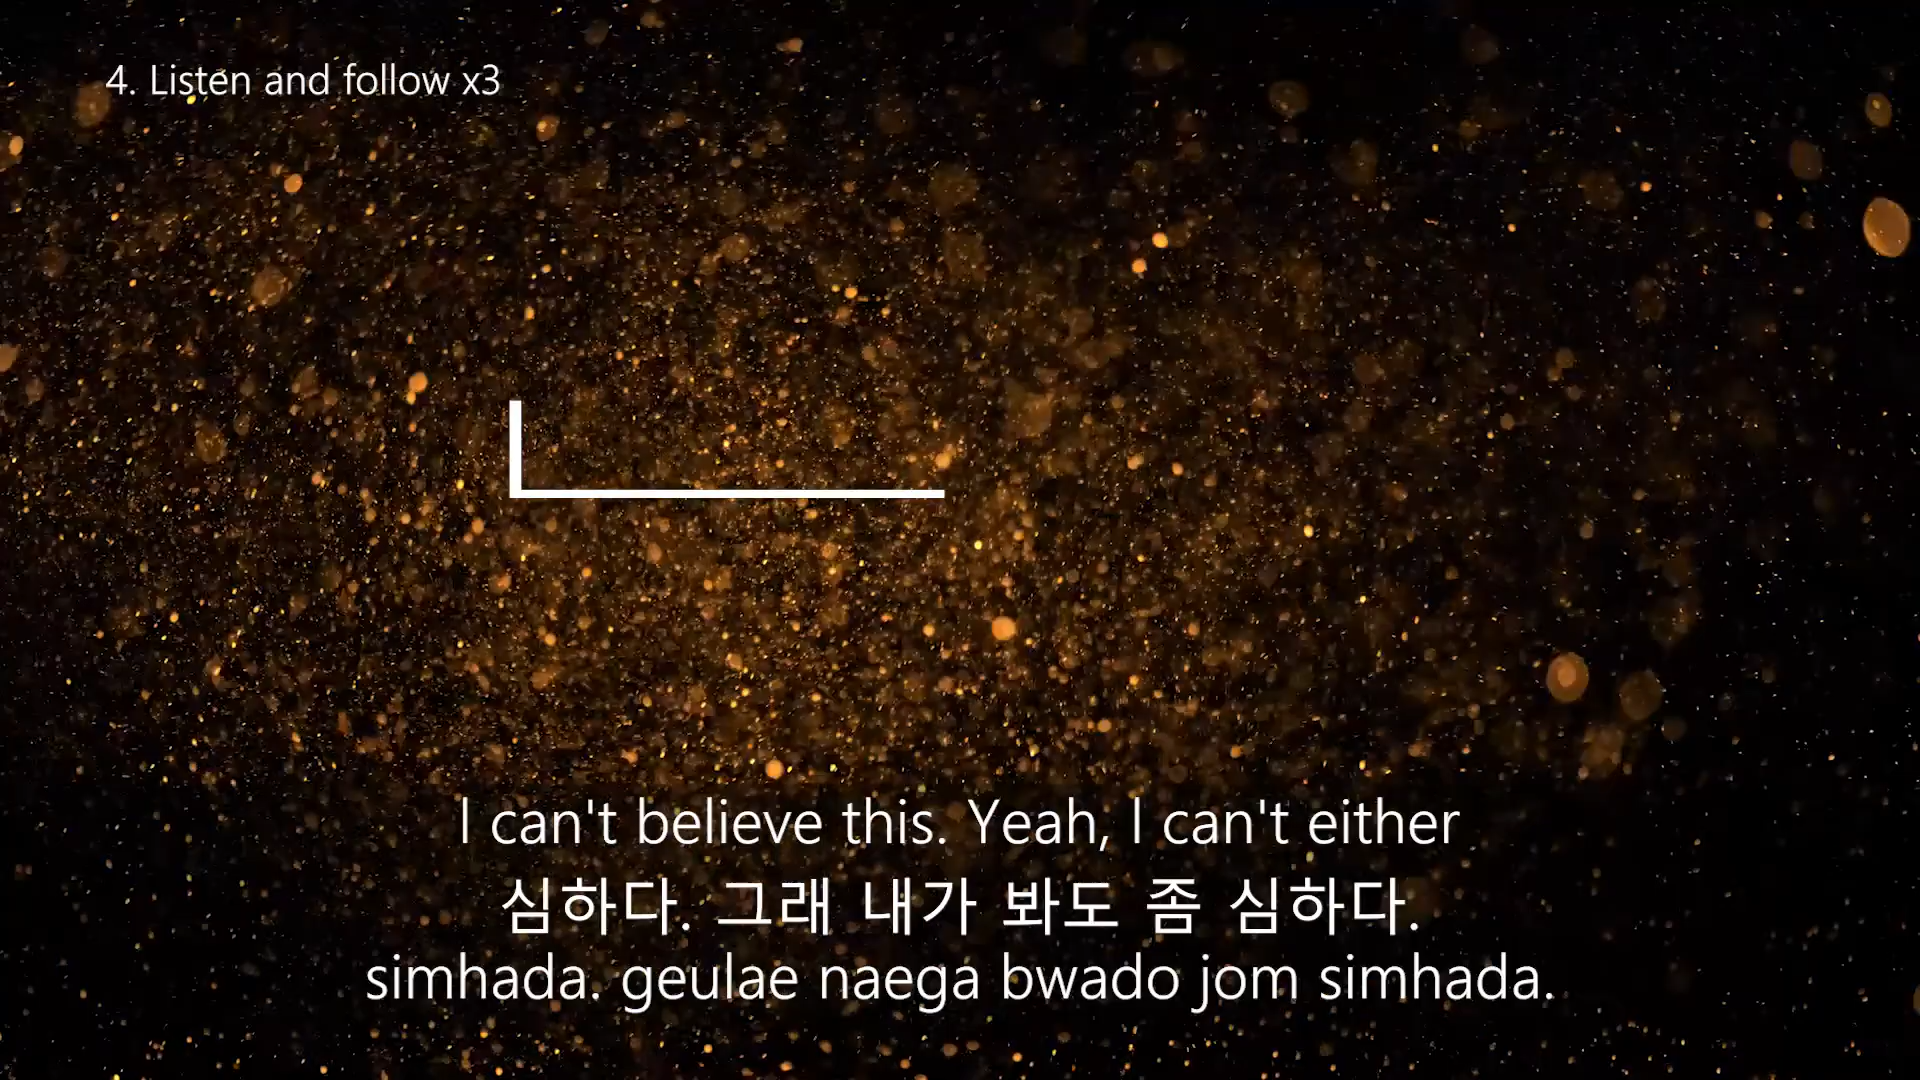 4. Listen and follow x3
I can't believe this. Yeah, I can't either
심하다. 그래 내가 봐도 좀 심하다.
simhada. geulae naega bwado jom simhada.